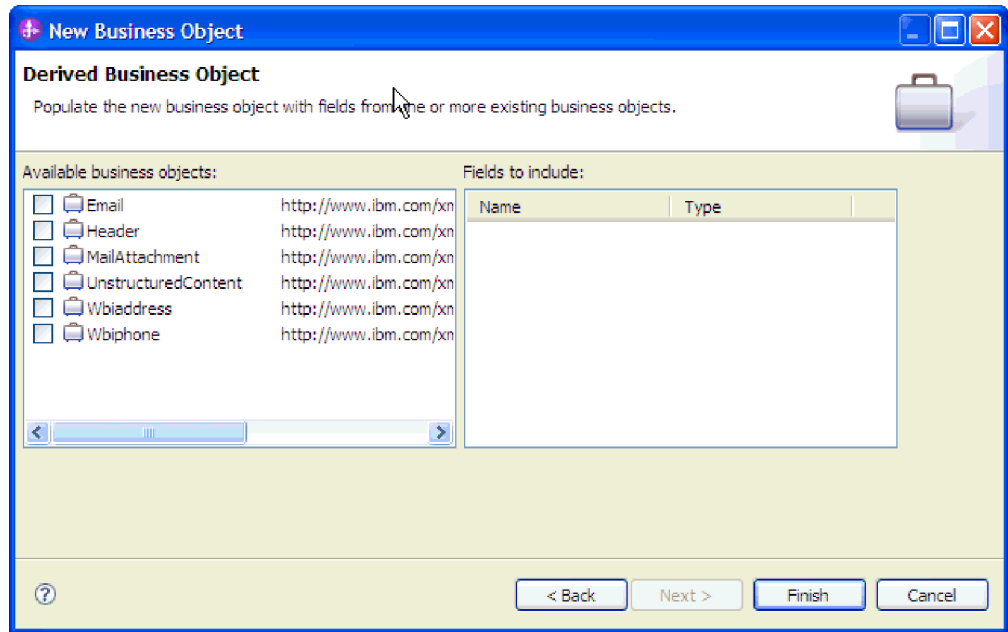 New Business Object
Derived Business Object
Populate the new business object with fields from one or more existing business objects.
Available business objects:
Fields to include:
Email http://www.ibm.com/xn
Header http://www.ibm.com/xn
MailAttachment http://www.ibm.com/xn
UnstructuredContent http://www.ibm.com/xn
Wbiaddress http://www.ibm.com/xn
Wbiphone http://www.ibm.com/xn
Name Type
?
< Back Next > Finish Cancel